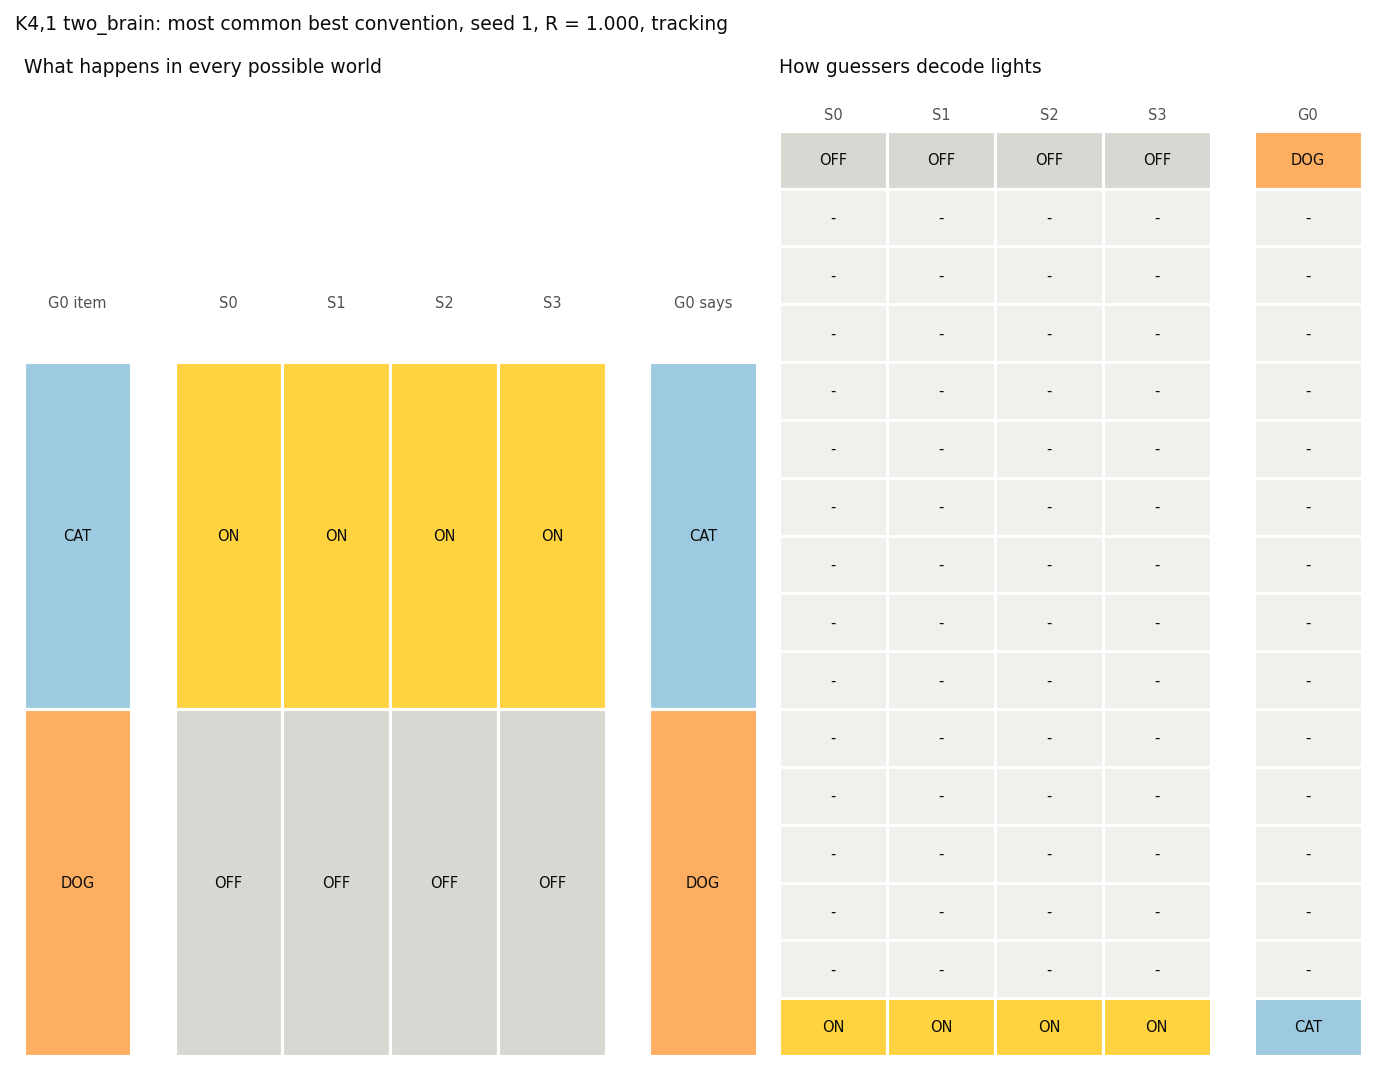 K4,1 two_brain: most common best convention, seed 1, R = 1.000, tracking
What happens in every possible world
G0 item S0 S1 S2 S3 G0 says
CAT ON ON ON ON CAT
DOG OFF OFF OFF OFF DOG
How guessers decode lights
S0 S1 S2 S3 G0
OFF OFF OFF OFF DOG
- - - - -
- - - - -
- - - - -
- - - - -
- - - - -
- - - - -
- - - - -
- - - - -
- - - - -
- - - - -
- - - - -
- - - - -
- - - - -
- - - - -
ON ON ON ON CAT